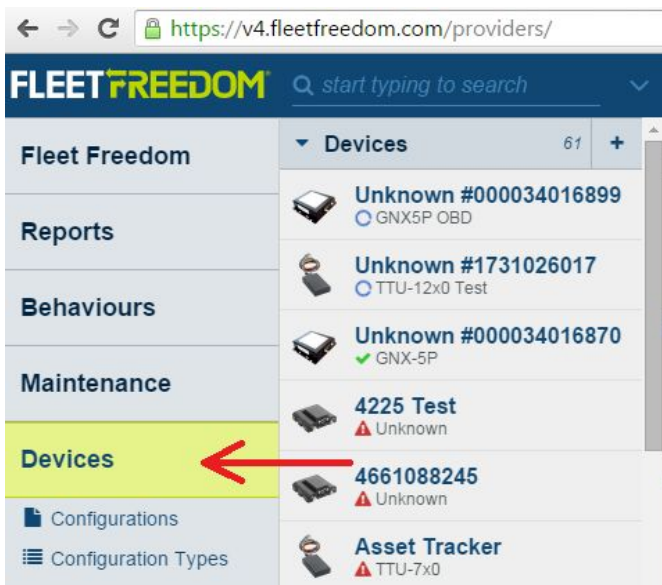 https://v4.fleetfreedom.com/providers/
FLEETFREEDOM
start typing to search
Fleet Freedom
Reports
Behaviours
Maintenance
Devices
Configurations
Configuration Types
Devices 61 +
Unknown #000034016899
GNX5P OBD
Unknown #1731026017
TTU-12x0 Test
Unknown #000034016870
GNX-5P
4225 Test
Unknown
4661088245
Unknown
Asset Tracker
TTU-7x0